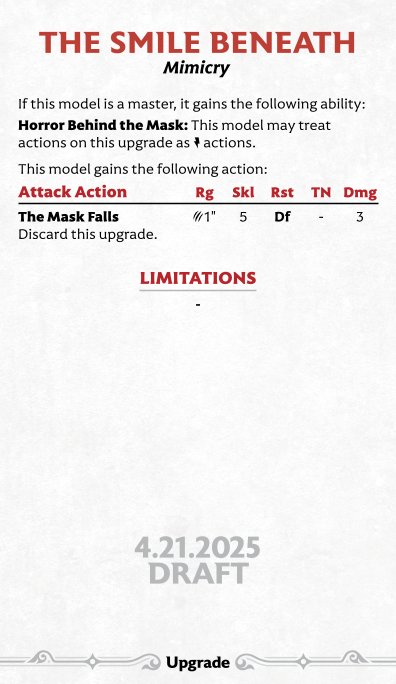 THE SMILE BENEATH
Mimicry
If this model is a master, it gains the following ability:
Horror Behind the Mask: This model may treat
actions on this upgrade as actions.
This model gains the following action:
Attack Action Rg Skl Rst TN Dmg
The Mask Falls 1" 5 Df - 3
Discard this upgrade.
LIMITATIONS
-
4.21.2025
DRAFT
Upgrade